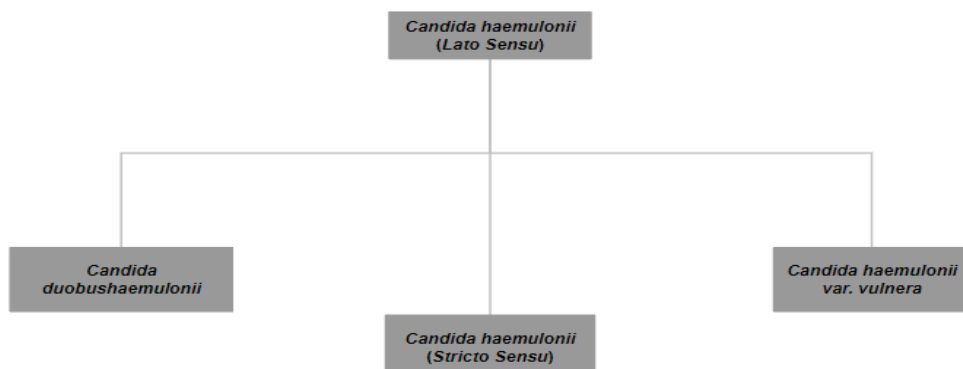 Candida haemulonii
(Lato Sensu)
Candida
duobushaemulonii
Candida haemulonii
(Stricto Sensu)
Candida haemulonii
var. vulnera